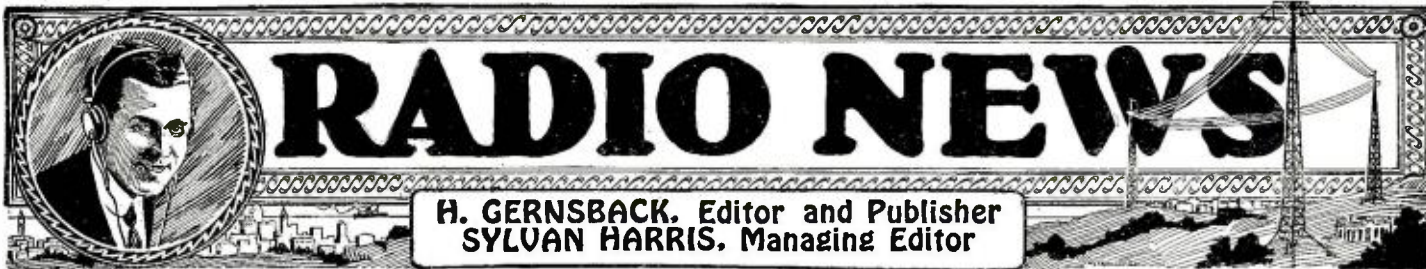 RADIO NEWS
H. GERNSBACK, Editor and Publisher
SYLVAN HARRIS, Managing Editor